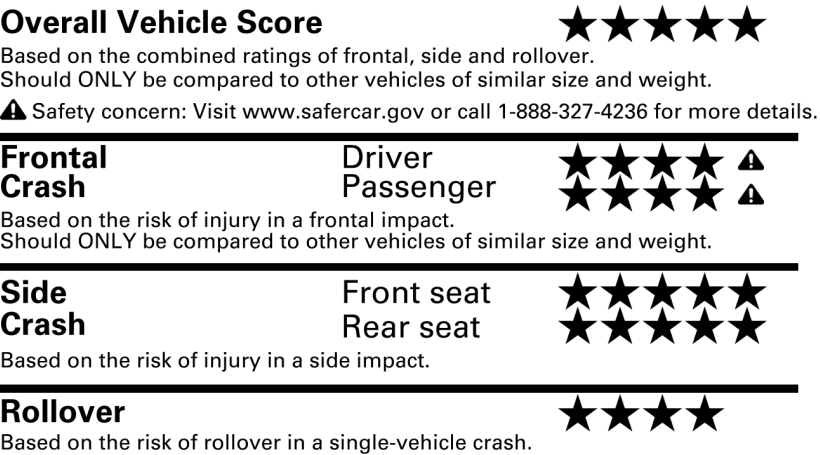 Overall Vehicle Score ★★★★★
Based on the combined ratings of frontal, side and rollover.
Should ONLY be compared to other vehicles of similar size and weight.
⚠ Safety concern: Visit www.safercar.gov or call 1-888-327-4236 for more details.
Frontal Driver ★★★★ ⚠
Crash Passenger ★★★★ ⚠
Based on the risk of injury in a frontal impact.
Should ONLY be compared to other vehicles of similar size and weight.
Side Front seat ★★★★★
Crash Rear seat ★★★★★
Based on the risk of injury in a side impact.
Rollover ★★★★
Based on the risk of rollover in a single-vehicle crash.